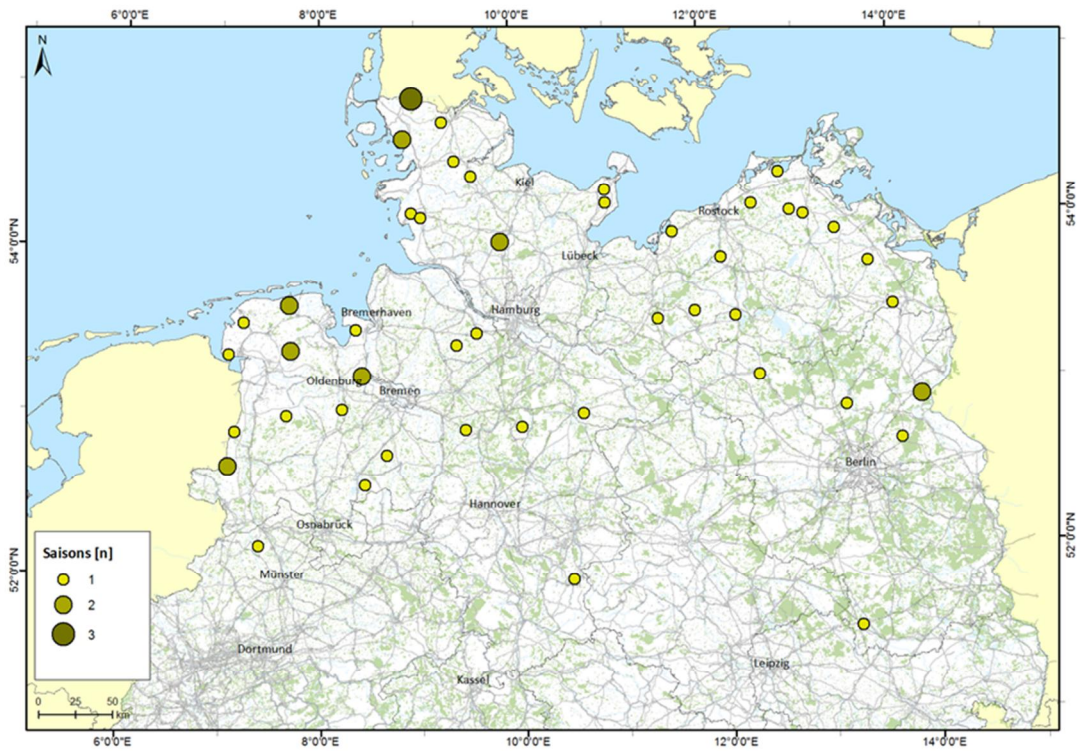 6°0'0"E 8°0'0"E 10°0'0"E 12°0'0"E 14°0'0"E
N
Kiel
54°0'0"N
54°0'0"N
Rostock
Lübeck
Bremerhaven
Hamburg
Oldenburg
Bremen
Berlin
Hannover
Osnabrück
52°0'0"N
52°0'0"N
Saisons [n]
1
2
3
Münster
Dortmund
Leipzig
Kassel
0 25 50
km
6°0'0"E 8°0'0"E 10°0'0"E 12°0'0"E 14°0'0"E